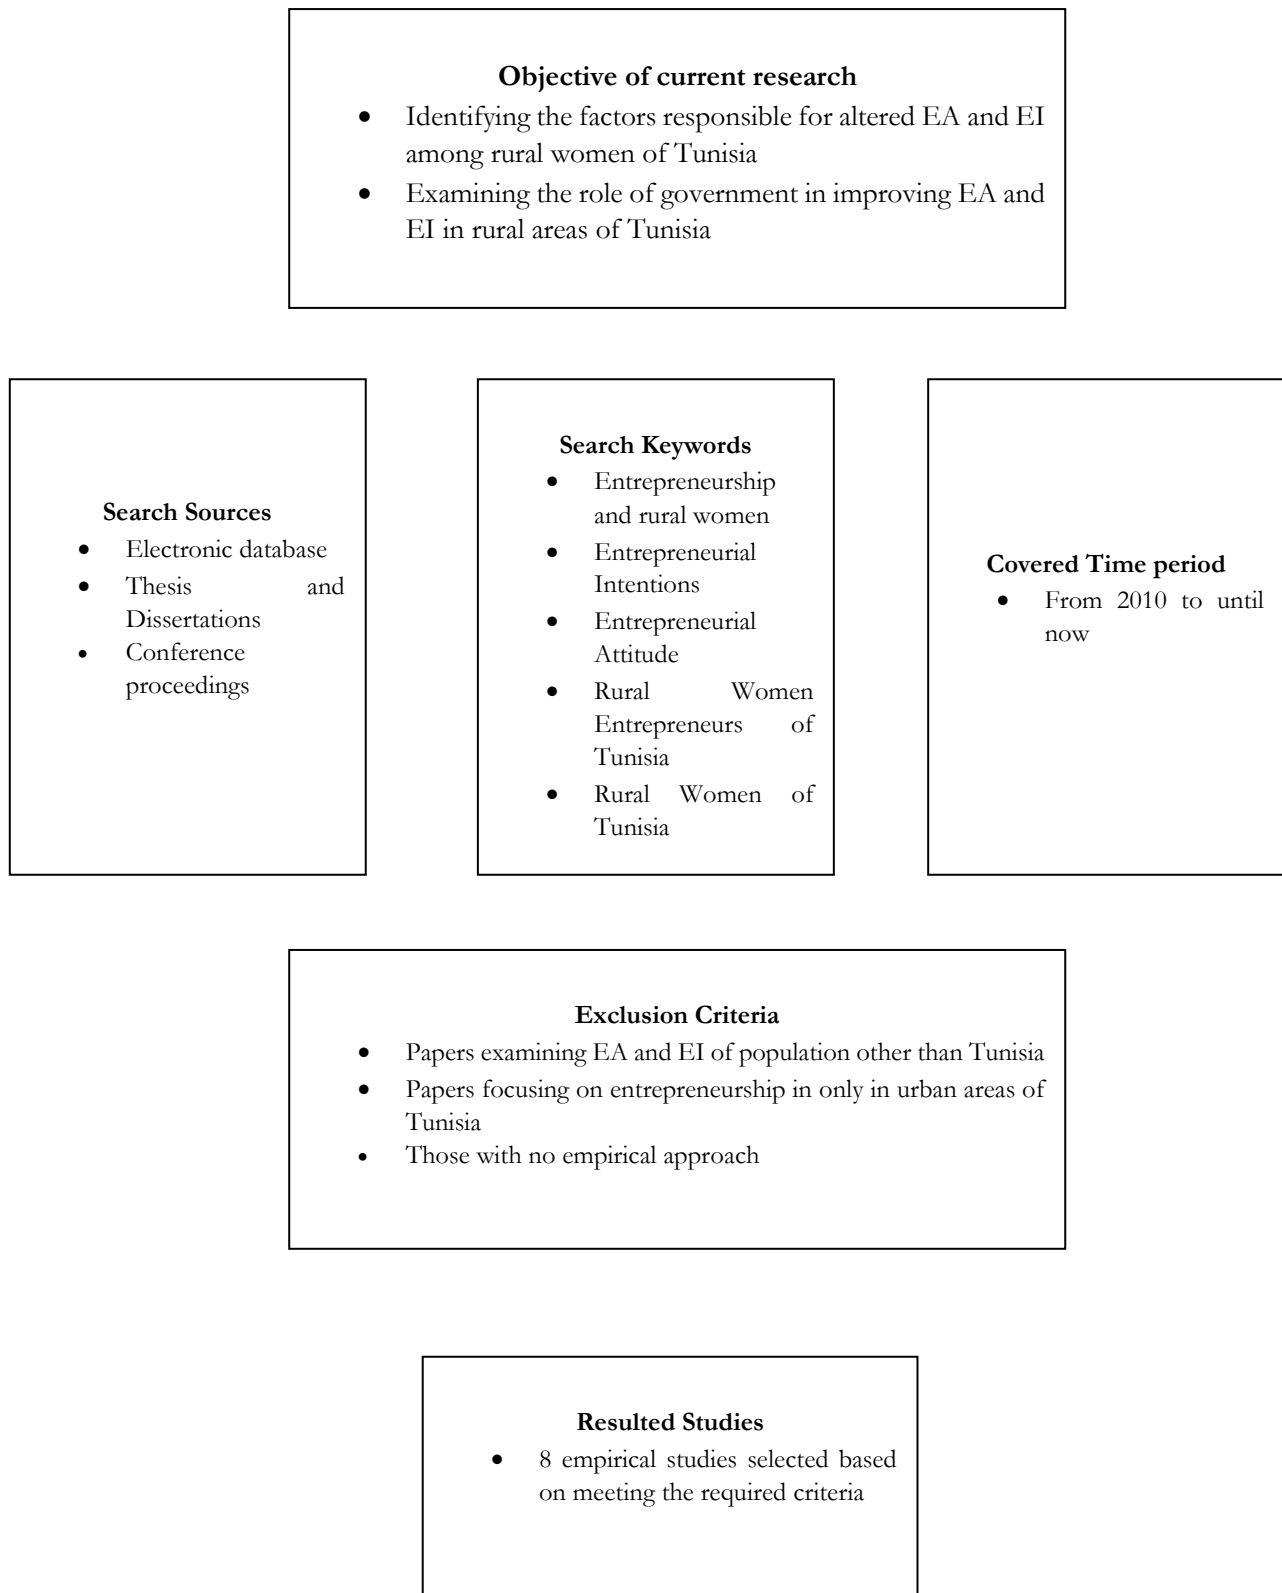 Objective of current research
• Identifying the factors responsible for altered EA and EI
among rural women of Tunisia
• Examining the role of government in improving EA and
EI in rural areas of Tunisia
Search Sources
• Electronic database
• Thesis and
Dissertations
• Conference
proceedings
Search Keywords
• Entrepreneurship
and rural women
• Entrepreneurial
Intentions
• Entrepreneurial
Attitude
• Rural Women
Entrepreneurs of
Tunisia
• Rural Women of
Tunisia
Covered Time period
• From 2010 to until
now
Exclusion Criteria
• Papers examining EA and EI of population other than Tunisia
• Papers focusing on entrepreneurship in only in urban areas of
Tunisia
• Those with no empirical approach
Resulted Studies
• 8 empirical studies selected based
on meeting the required criteria